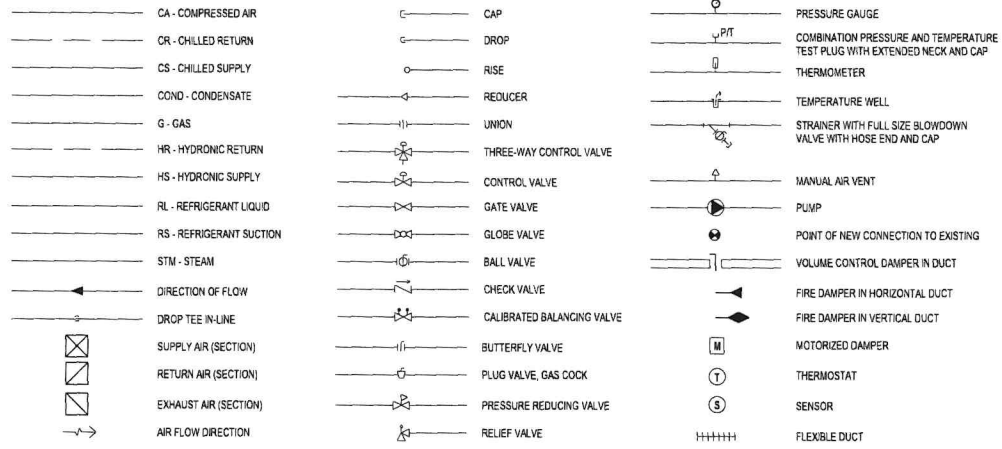 CA - COMPRESSED AIR
CR - CHILLED RETURN
CS - CHILLED SUPPLY
COND - CONDENSATE
G - GAS
HR - HYDRONIC RETURN
HS - HYDRONIC SUPPLY
RL - REFRIGERANT LIQUID
RS - REFRIGERANT SUCTION
STM - STEAM
DIRECTION OF FLOW
DROP TEE IN-LINE
SUPPLY AIR (SECTION)
RETURN AIR (SECTION)
EXHAUST AIR (SECTION)
AIR FLOW DIRECTION
CAP
DROP
RISE
REDUCER
UNION
THREE-WAY CONTROL VALVE
CONTROL VALVE
GATE VALVE
GLOBE VALVE
BALL VALVE
CHECK VALVE
CALIBRATED BALANCING VALVE
BUTTERFLY VALVE
PLUG VALVE, GAS COCK
PRESSURE REDUCING VALVE
RELIEF VALVE
PRESSURE GAUGE
P/T
COMBINATION PRESSURE AND TEMPERATURE
TEST PLUG WITH EXTENDED NECK AND CAP
THERMOMETER
TEMPERATURE WELL
STRAINER WITH FULL SIZE BLOWDOWN
VALVE WITH HOSE END AND CAP
MANUAL AIR VENT
PUMP
POINT OF NEW CONNECTION TO EXISTING
VOLUME CONTROL DAMPER IN DUCT
FIRE DAMPER IN HORIZONTAL DUCT
FIRE DAMPER IN VERTICAL DUCT
M
MOTORIZED DAMPER
T
THERMOSTAT
S
SENSOR
FLEXIBLE DUCT